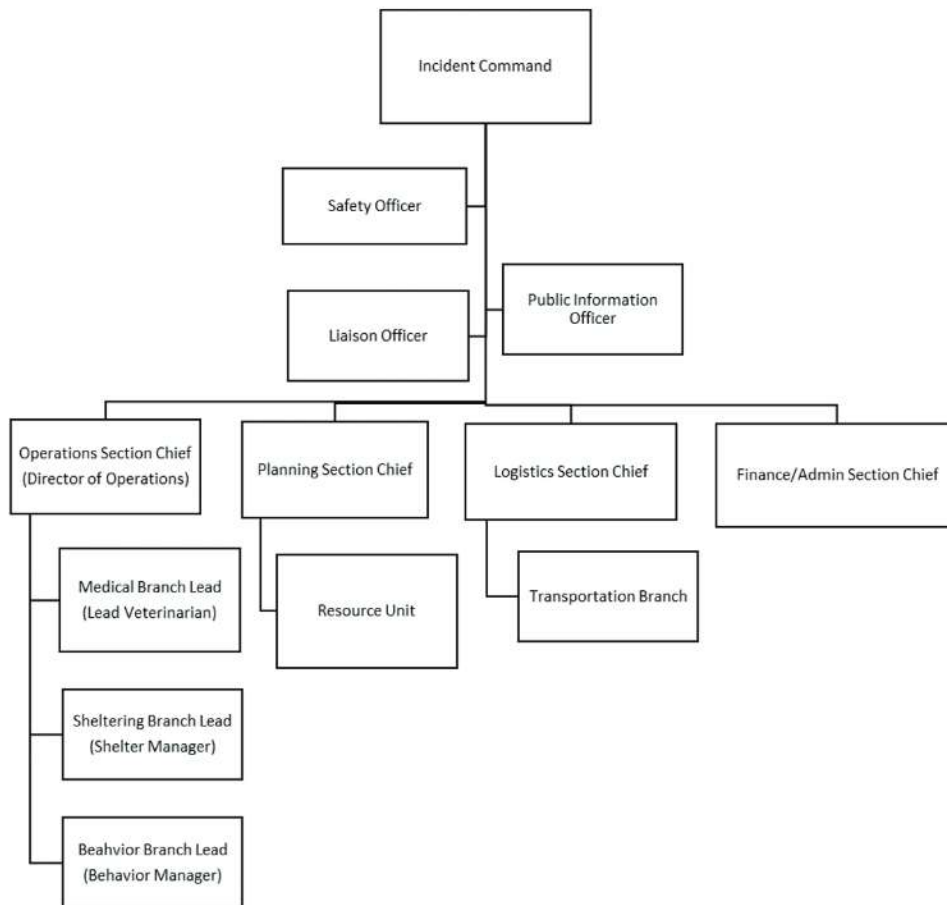 Incident Command
Safety Officer
Public Information
Officer
Liaison Officer
Operations Section Chief
(Director of Operations)
Planning Section Chief
Logistics Section Chief
Finance/Admin Section Chief
Medical Branch Lead
(Lead Veterinarian)
Resource Unit
Transportation Branch
Sheltering Branch Lead
(Shelter Manager)
Beahvior Branch Lead
(Behavior Manager)